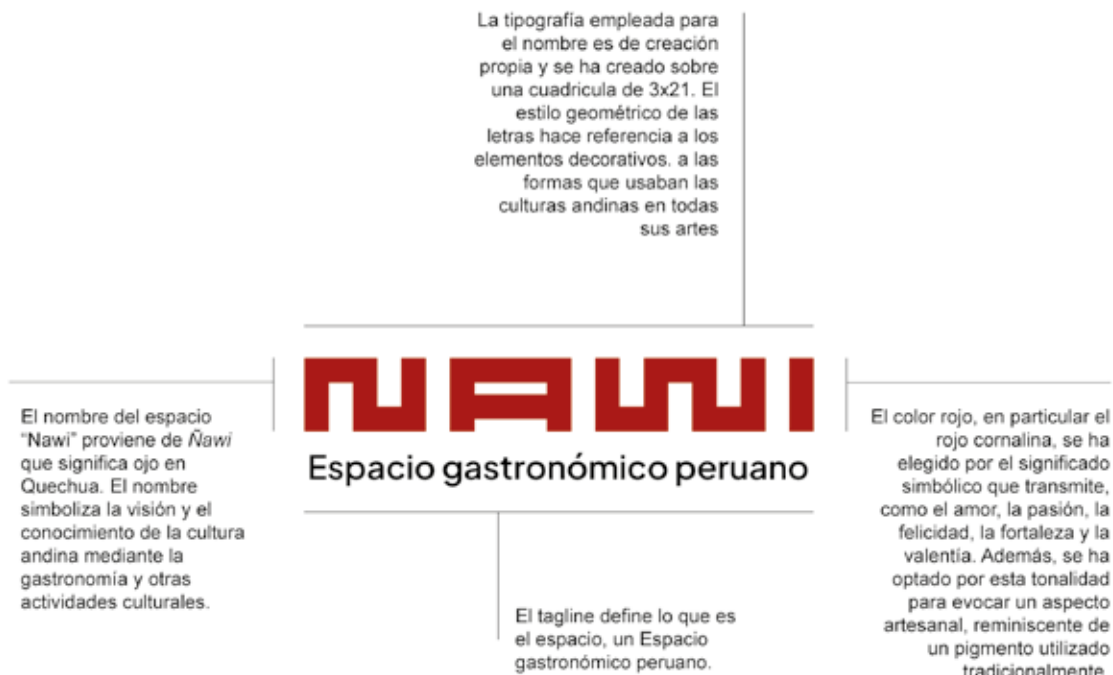 La tipografía empleada para
el nombre es de creación
propia y se ha creado sobre
una cuadricula de 3x21. El
estilo geométrico de las
letras hace referencia a los
elementos decorativos. a las
formas que usaban las
culturas andinas en todas
sus artes
NAWI
Espacio gastronómico peruano
El nombre del espacio
“Nawi” proviene de Ñawi
que significa ojo en
Quechua. El nombre
simboliza la visión y el
conocimiento de la cultura
andina mediante la
gastronomía y otras
actividades culturales.
El tagline define lo que es
el espacio, un Espacio
gastronómico peruano.
El color rojo, en particular el
rojo cornalina, se ha
elegido por el significado
simbólico que transmite,
como el amor, la pasión, la
felicidad, la fortaleza y la
valentía. Además, se ha
optado por esta tonalidad
para evocar un aspecto
artesanal, reminiscente de
un pigmento utilizado
tradicionalmente.